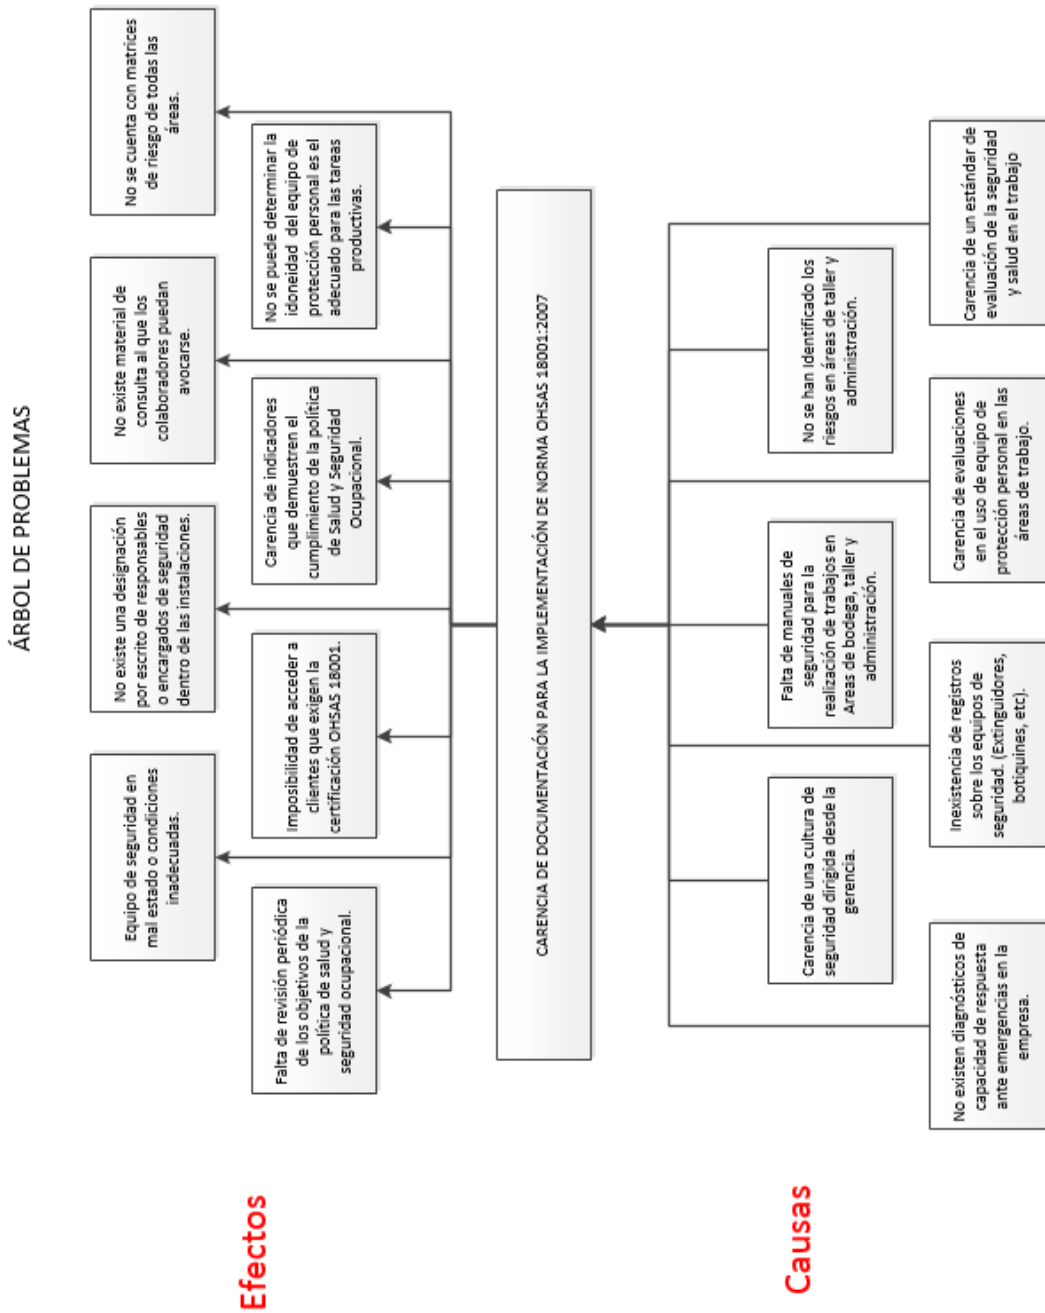 ÁRBOL DE PROBLEMAS
Efectos
Equipo de seguridad en
mal estado o condiciones
inadecuadas.
No existe una designación
por escrito de responsables
o encargados de seguridad
dentro de las instalaciones.
No existe material de
consulta al que los
colaboradores puedan
avocarse.
No se cuenta con matrices
de riesgo de todas las
áreas.
Falta de revisión periódica
de los objetivos de la
política de salud y
seguridad ocupacional.
Imposibilidad de acceder a
clientes que exigen la
certificación OHSAS 18001.
Carencia de indicadores
que demuestren el
cumplimiento de la política
de Salud y Seguridad
Ocupacional.
No se puede determinar la
idoneidad  del equipo de
protección personal es el
adecuado para las tareas
productivas.
CARENCIA DE DOCUMENTACIÓN PARA LA IMPLEMENTACIÓN DE NORMA OHSAS 18001:2007
Causas
Carencia de una cultura de
seguridad dirigida desde la
gerencia.
Falta de manuales de
seguridad para la
realización de trabajos en
Areas de bodega, taller y
administración.
No se han identificado los
riesgos en áreas de taller y
administración.
No existen diagnósticos de
capacidad de respuesta
ante emergencias en la
empresa.
Inexistencia de registros
sobre los equipos de
seguridad. (Extinguidores,
botiquines, etc).
Carencia de evaluaciones
en el uso de equipo de
protección personal en las
áreas de trabajo.
Carencia de un estándar de
evaluación de la seguridad
y salud en el trabajo